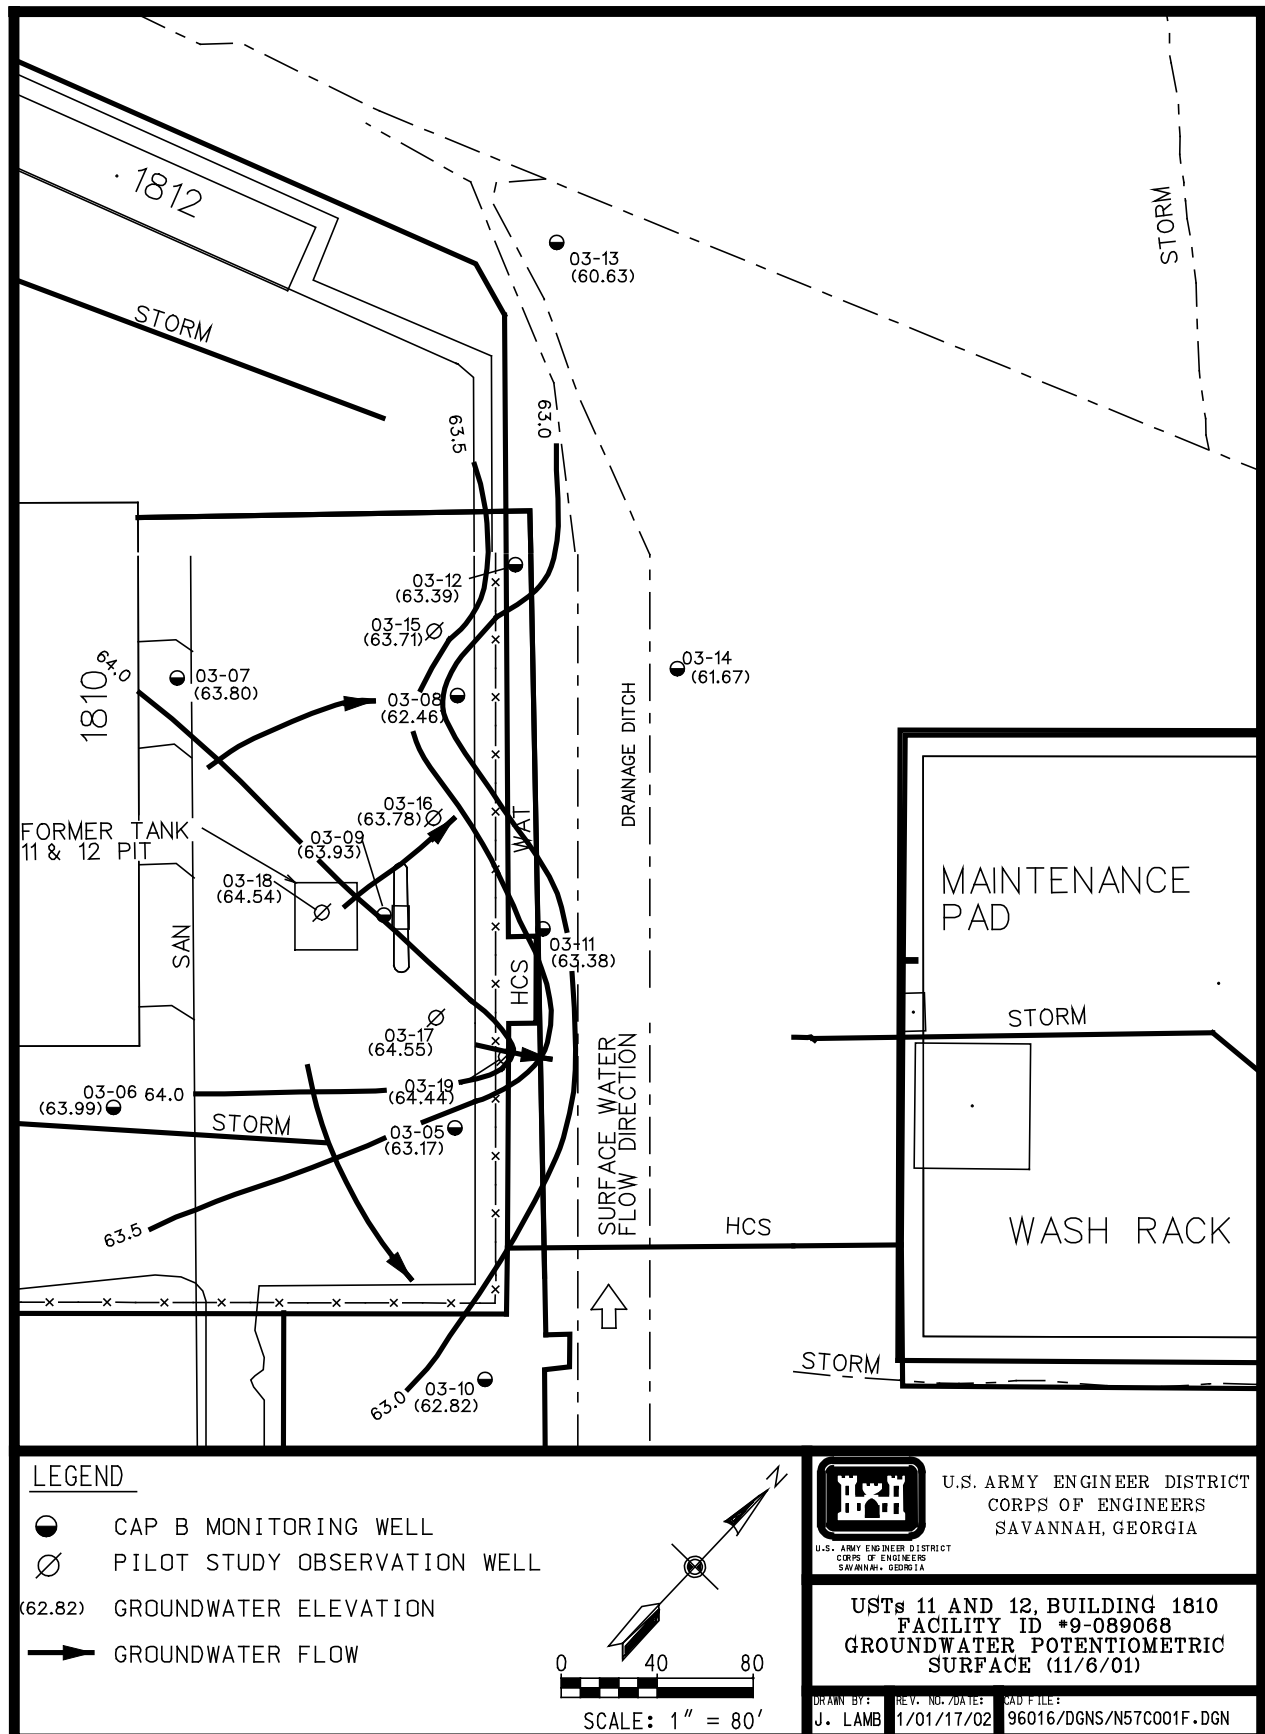 1812
STORM
03-13
(60.63)
STORM
63.5
63.0
03-12
(63.39)
03-15
(63.71)
64.0
03-07
(63.80)
1810
03-08
(62.46)
03-14
(61.67)
DRAINAGE DITCH
03-16
(63.78)
WAT
FORMER TANK
11 & 12 PIT
03-09
(63.93)
03-18
(64.54)
MAINTENANCE
PAD
SAN
03-11
(63.38)
HCS
03-17
(64.55)
STORM
03-06
(63.99)
64.0
03-19
(64.44)
STORM
03-05
(63.17)
SURFACE WATER
FLOW DIRECTION
63.5
HCS
WASH RACK
STORM
63.0
03-10
(62.82)
LEGEND
CAP B MONITORING WELL
PILOT STUDY OBSERVATION WELL
(62.82) GROUNDWATER ELEVATION
GROUNDWATER FLOW
N
0 40 80
SCALE: 1" = 80'
U.S. ARMY ENGINEER DISTRICT
CORPS OF ENGINEERS
SAVANNAH, GEORGIA
U.S. ARMY ENGINEER DISTRICT
CORPS OF ENGINEERS
SAVANNAH, GEORGIA
USTs 11 AND 12, BUILDING 1810
FACILITY ID #9-089068
GROUNDWATER POTENTIOMETRIC
SURFACE (11/6/01)
DRAWN BY:
J. LAMB
REV. NO./DATE:
1/01/17/02
CAD FILE:
96016/DGNS/N57C001F.DGN